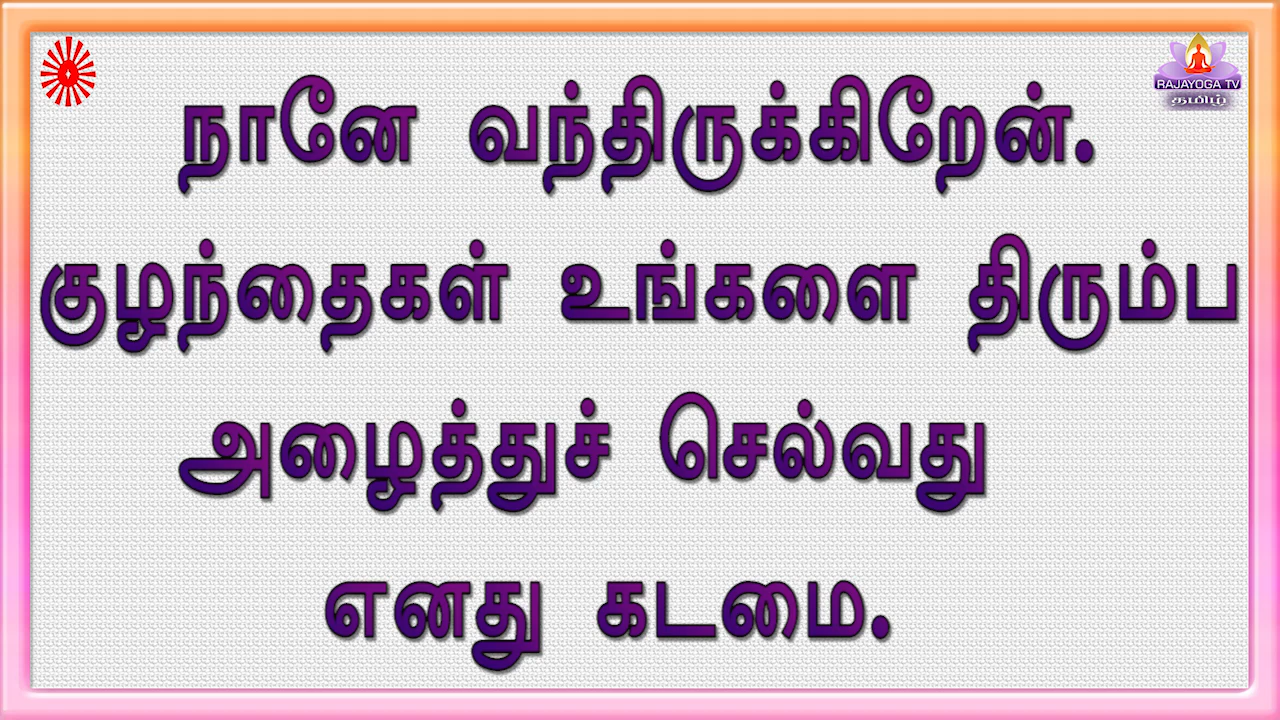 RAJAYOGA TV
தமிழ்
நானே வந்திருக்கிறேன்.
குழந்தைகள் உங்களை திரும்ப
அழைத்துச் செல்வது
எனது கடமை.